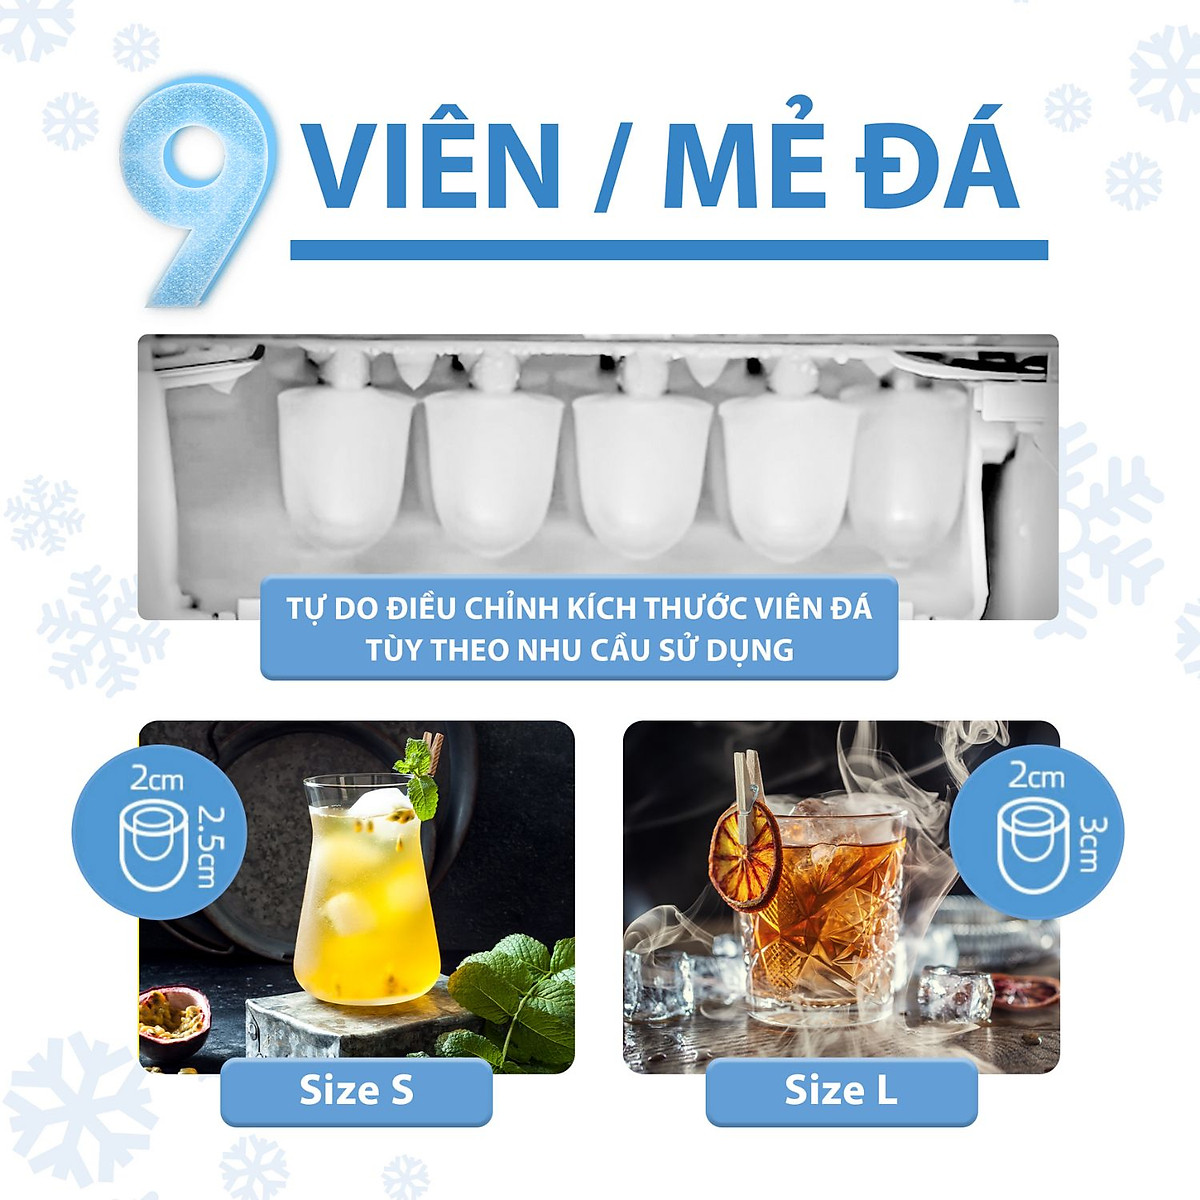 9 VIÊN / MẺ ĐÁ
TỰ DO ĐIỀU CHỈNH KÍCH THƯỚC VIÊN ĐÁ
TÙY THEO NHU CẦU SỬ DỤNG
2cm
2.5cm
2cm
3cm
Size S
Size L